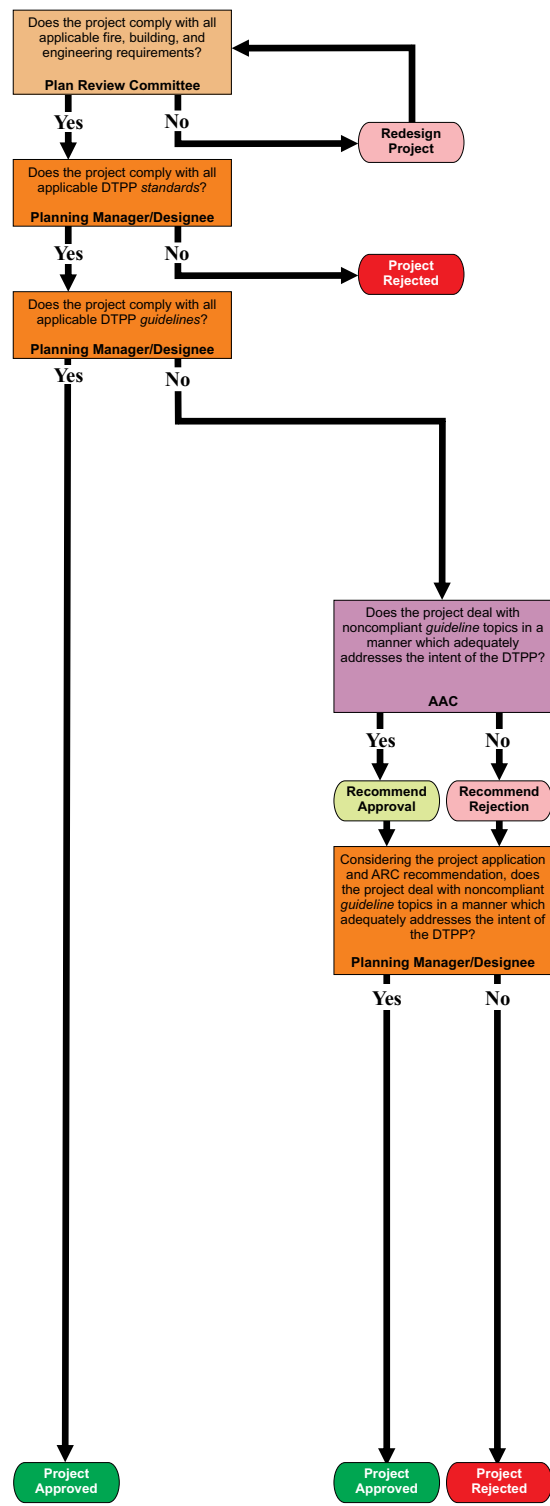 Does the project comply with all
applicable fire, building, and
engineering requirements?
Plan Review Committee
Yes
No
Redesign
Project
Does the project comply with all
applicable DTPP standards?
Planning Manager/Designee
Yes
No
Project
Rejected
Does the project comply with all
applicable DTPP guidelines?
Planning Manager/Designee
Yes
No
Does the project deal with
noncompliant guideline topics in a
manner which adequately
addresses the intent of the DTPP?
AAC
Yes
No
Recommend
Approval
Recommend
Rejection
Considering the project application
and ARC recommendation, does
the project deal with noncompliant
guideline topics in a manner which
adequately addresses the intent of
the DTPP?
Planning Manager/Designee
Yes
No
Project
Approved
Project
Approved
Project
Rejected